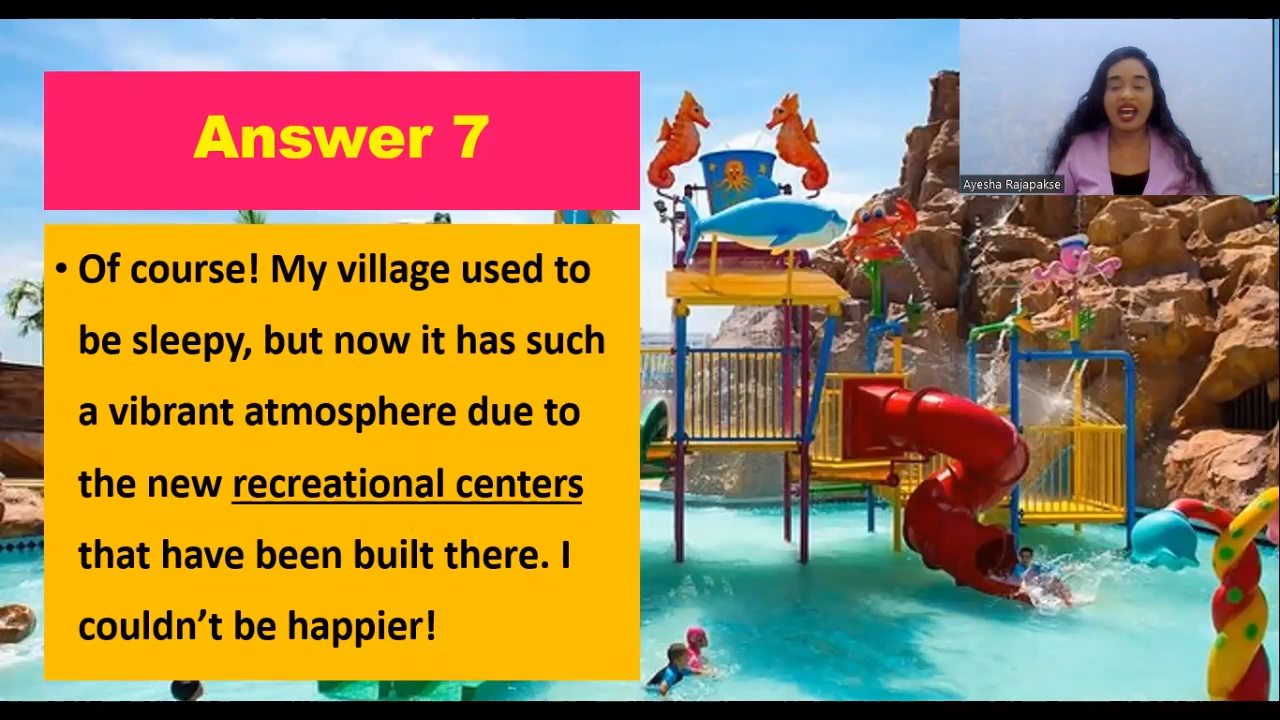 Answer 7
Ayesha Rajapakse
• Of course! My village used to
be sleepy, but now it has such
a vibrant atmosphere due to
the new recreational centers
that have been built there. I
couldn’t be happier!